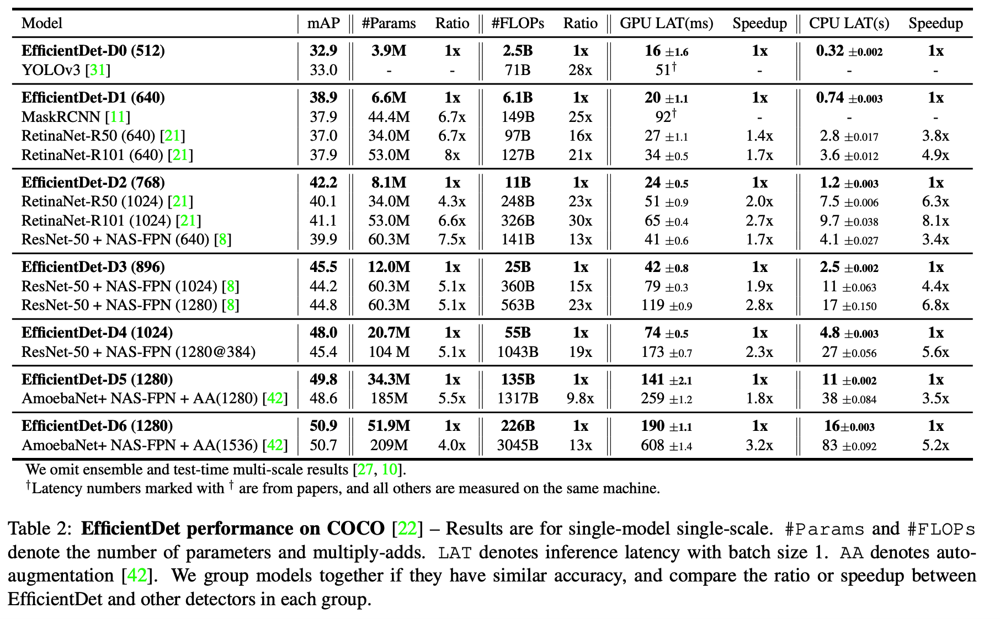 Model mAP #Params Ratio #FLOPs Ratio GPU LAT(ms) Speedup CPU LAT(s) Speedup
EfficientDet-D0 (512) 32.9 3.9M 1x 2.5B 1x 16 ±1.6 1x 0.32 ±0.002 1x
YOLOv3 [31] 33.0 - - 71B 28x 51† - - -
EfficientDet-D1 (640) 38.9 6.6M 1x 6.1B 1x 20 ±1.1 1x 0.74 ±0.003 1x
MaskRCNN [11] 37.9 44.4M 6.7x 149B 25x 92† - - -
RetinaNet-R50 (640) [21] 37.0 34.0M 6.7x 97B 16x 27 ±1.1 1.4x 2.8 ±0.017 3.8x
RetinaNet-R101 (640) [21] 37.9 53.0M 8x 127B 21x 34 ±0.5 1.7x 3.6 ±0.012 4.9x
EfficientDet-D2 (768) 42.2 8.1M 1x 11B 1x 24 ±0.5 1x 1.2 ±0.003 1x
RetinaNet-R50 (1024) [21] 40.1 34.0M 4.3x 248B 23x 51 ±0.9 2.0x 7.5 ±0.006 6.3x
RetinaNet-R101 (1024) [21] 41.1 53.0M 6.6x 326B 30x 65 ±0.4 2.7x 9.7 ±0.038 8.1x
ResNet-50 + NAS-FPN (640) [8] 39.9 60.3M 7.5x 141B 13x 41 ±0.6 1.7x 4.1 ±0.027 3.4x
EfficientDet-D3 (896) 45.5 12.0M 1x 25B 1x 42 ±0.8 1x 2.5 ±0.002 1x
ResNet-50 + NAS-FPN (1024) [8] 44.2 60.3M 5.1x 360B 15x 79 ±0.3 1.9x 11 ±0.063 4.4x
ResNet-50 + NAS-FPN (1280) [8] 44.8 60.3M 5.1x 563B 23x 119 ±0.9 2.8x 17 ±0.150 6.8x
EfficientDet-D4 (1024) 48.0 20.7M 1x 55B 1x 74 ±0.5 1x 4.8 ±0.003 1x
ResNet-50 + NAS-FPN (1280@384) 45.4 104 M 5.1x 1043B 19x 173 ±0.7 2.3x 27 ±0.056 5.6x
EfficientDet-D5 (1280) 49.8 34.3M 1x 135B 1x 141 ±2.1 1x 11 ±0.002 1x
AmoebaNet+ NAS-FPN + AA(1280) [42] 48.6 185M 5.5x 1317B 9.8x 259 ±1.2 1.8x 38 ±0.084 3.5x
EfficientDet-D6 (1280) 50.9 51.9M 1x 226B 1x 190 ±1.1 1x 16±0.003 1x
AmoebaNet+ NAS-FPN + AA(1536) [42] 50.7 209M 4.0x 3045B 13x 608 ±1.4 3.2x 83 ±0.092 5.2x
We omit ensemble and test-time multi-scale results [27, 10].
†Latency numbers marked with † are from papers, and all others are measured on the same machine.
Table 2: EfficientDet performance on COCO [22] – Results are for single-model single-scale. #Params and #FLOPs
denote the number of parameters and multiply-adds. LAT denotes inference latency with batch size 1. AA denotes auto-
augmentation [42]. We group models together if they have similar accuracy, and compare the ratio or speedup between
EfficientDet and other detectors in each group.